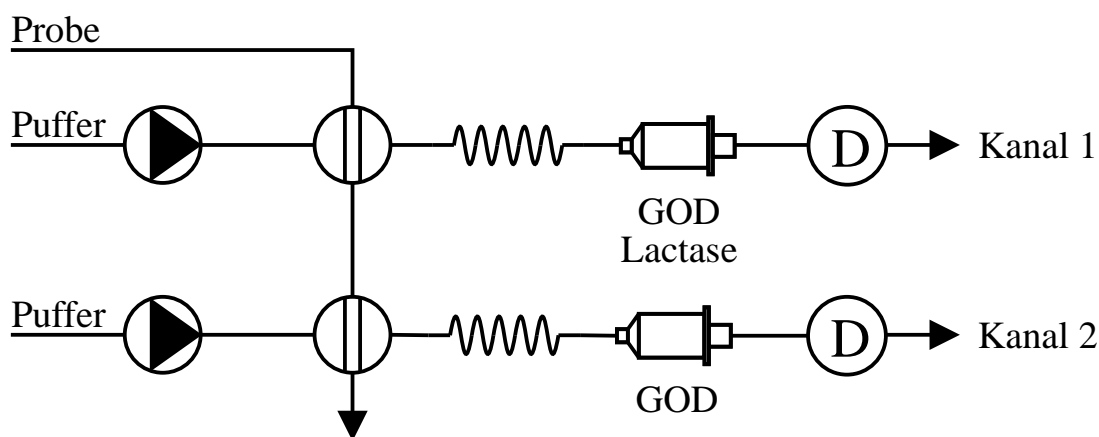 Probe
Puffer
D
Kanal 1
GOD
Lactase
Puffer
D
Kanal 2
GOD